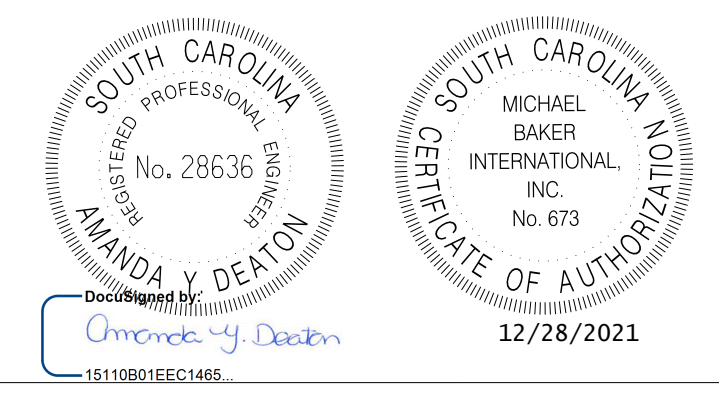 SOUTH CAROLINA
REGISTERED PROFESSIONAL ENGINEER
No. 28636
AMANDA Y DEATON
DocuSigned by:
Amanda Y. Deaton
15110B01EEC1465...
SOUTH CAROLINA
MICHAEL
BAKER
INTERNATIONAL,
INC.
No. 673
CERTIFICATE OF AUTHORIZATION
12/28/2021